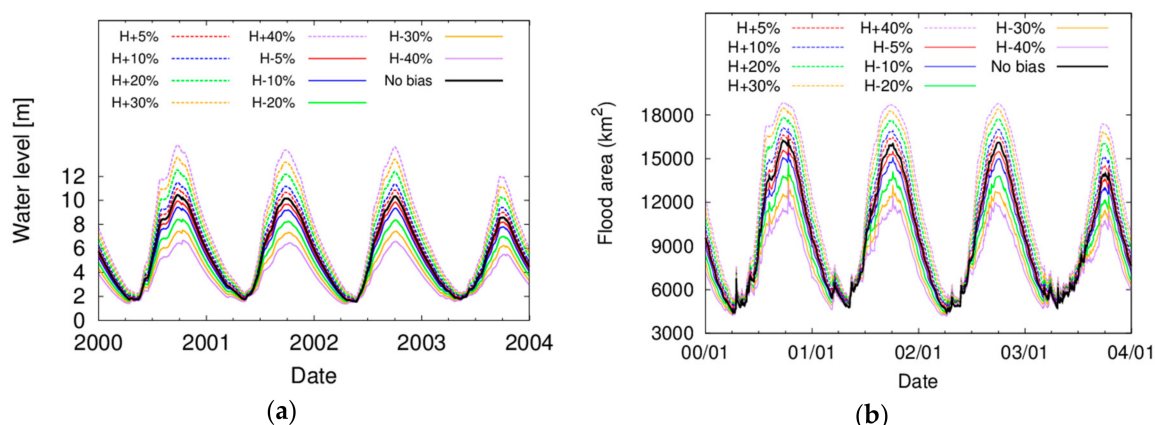 H+5% H+40% H-30%
H+10% H-5% H-40%
H+20% H-10% No bias
H+30% H-20%
Water level [m]
12
10
8
6
4
2
0
2000 2001 2002 2003 2004
Date
(a)
H+5% H+40% H-30%
H+10% H-5% H-40%
H+20% H-10% No bias
H+30% H-20%
Flood area (km²)
18000
15000
12000
9000
6000
3000
00/01 01/01 02/01 03/01 04/01
Date
(b)